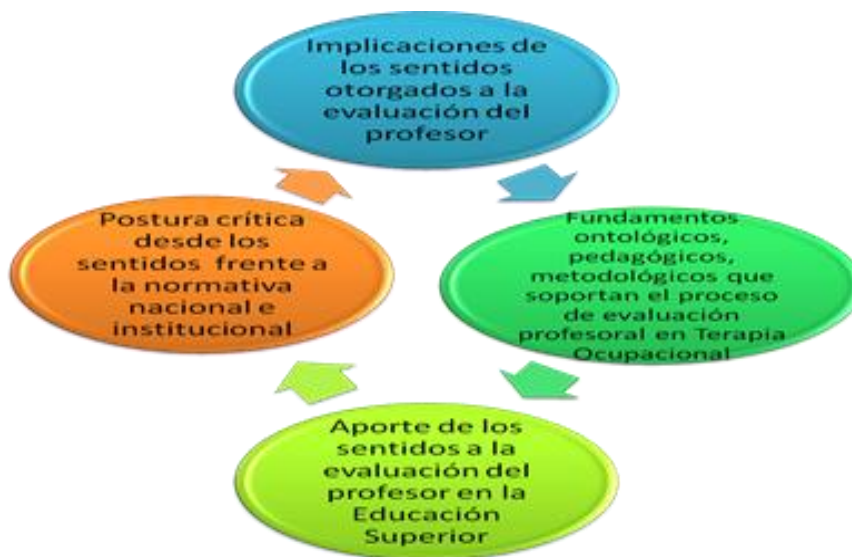 Implicaciones de
los sentidos
otorgados a la
evaluación del
profesor
Postura crítica
desde los
sentidos frente a
la normativa
nacional e
institucional
Fundamentos
ontológicos,
pedagógicos,
metodológicos que
soportan el proceso
de evaluación
profesoral en Terapia
Ocupacional
Aporte de los
sentidos a la
evaluación del
profesor en la
Educación
Superior